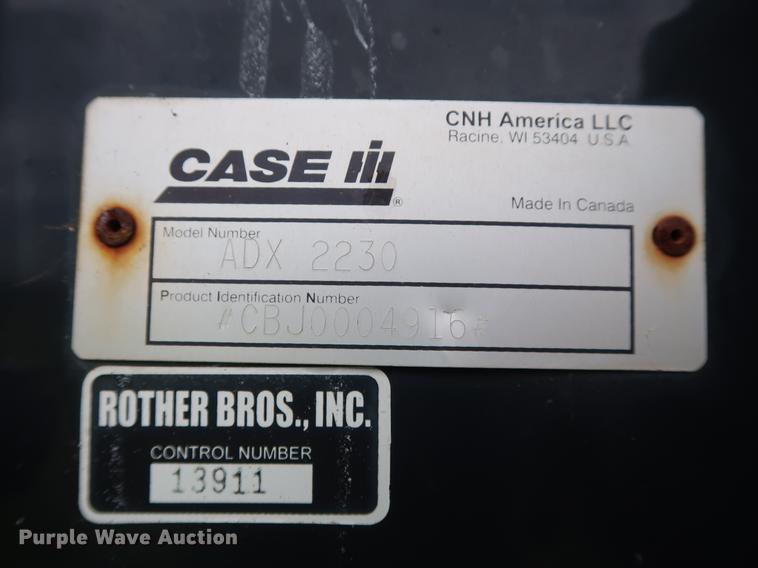 CNH America LLC
Racine, WI 53404 U.S.A.
CASE IH ®
Made In Canada
Model Number
ADX 2230
Product Identification Number
#CBJ0004916#
ROTHER BROS., INC.
CONTROL NUMBER
13911
Purple Wave Auction